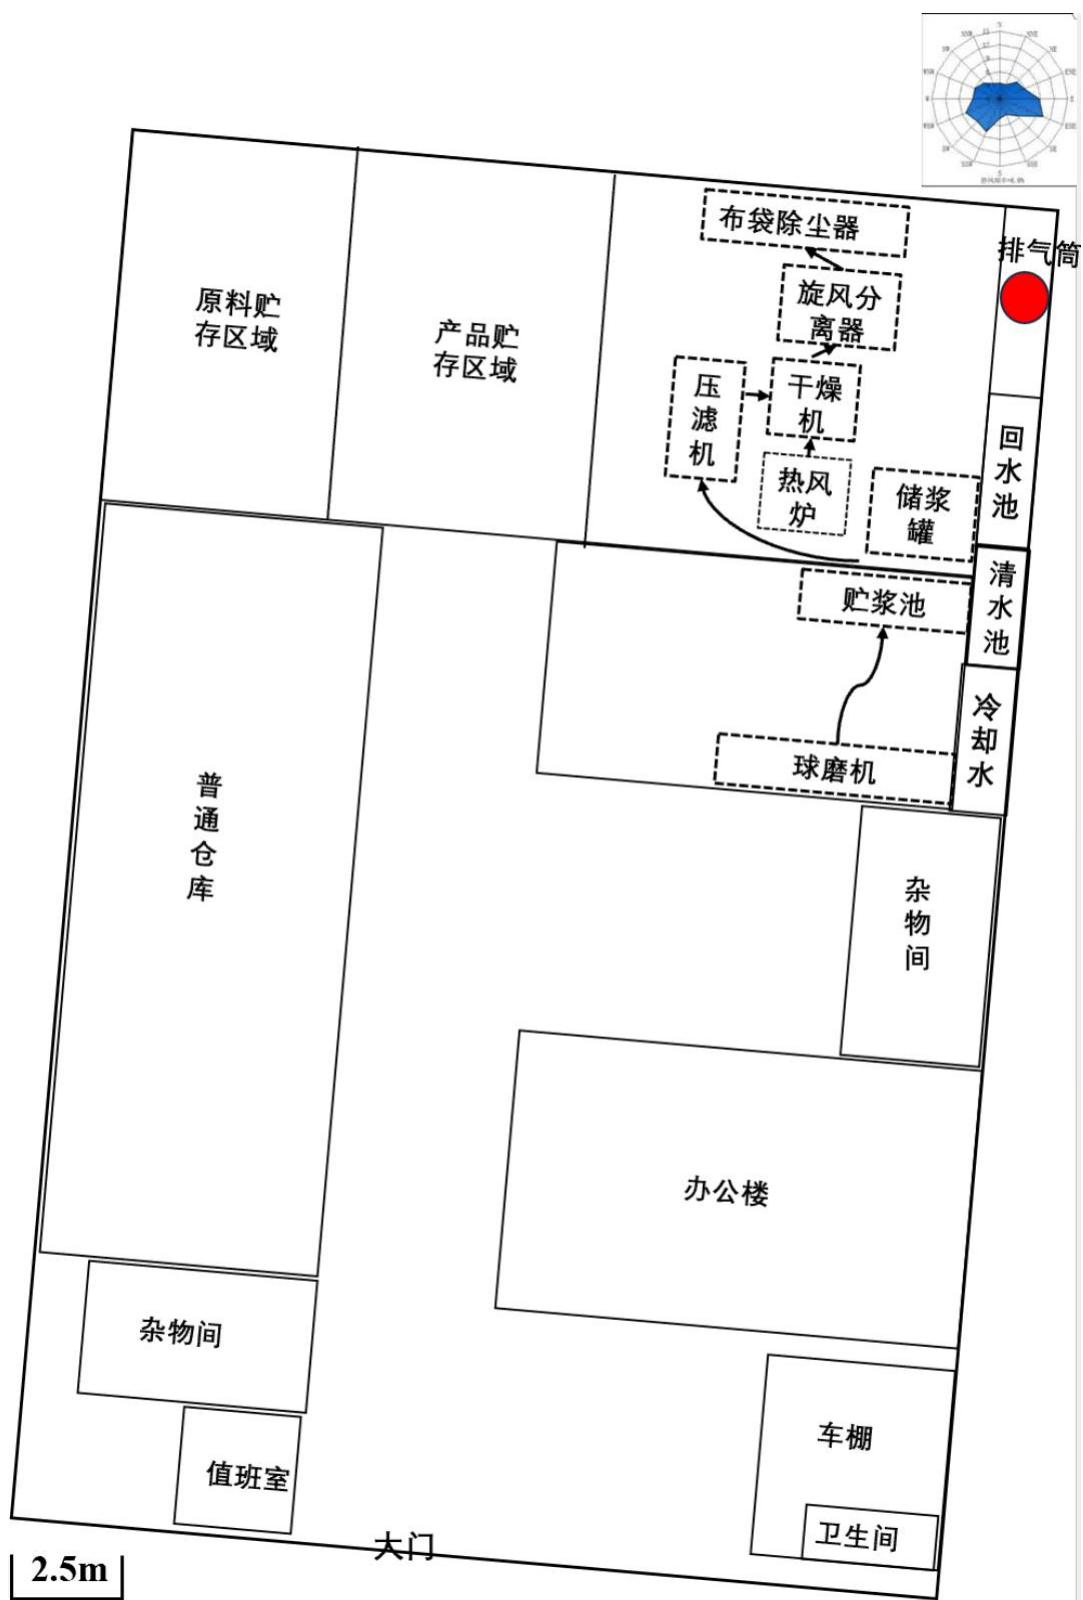 N
布袋除尘器
排气筒
旋风分
离器
原料贮
存区域
产品贮
存区域
压
滤
机
干燥
机
回
水
池
热风
炉
储浆
罐
清
水
池
贮浆池
冷
却
水
球磨机
普
通
仓
库
杂
物
间
办公楼
杂物间
车棚
值班室
卫生间
大门
2.5m